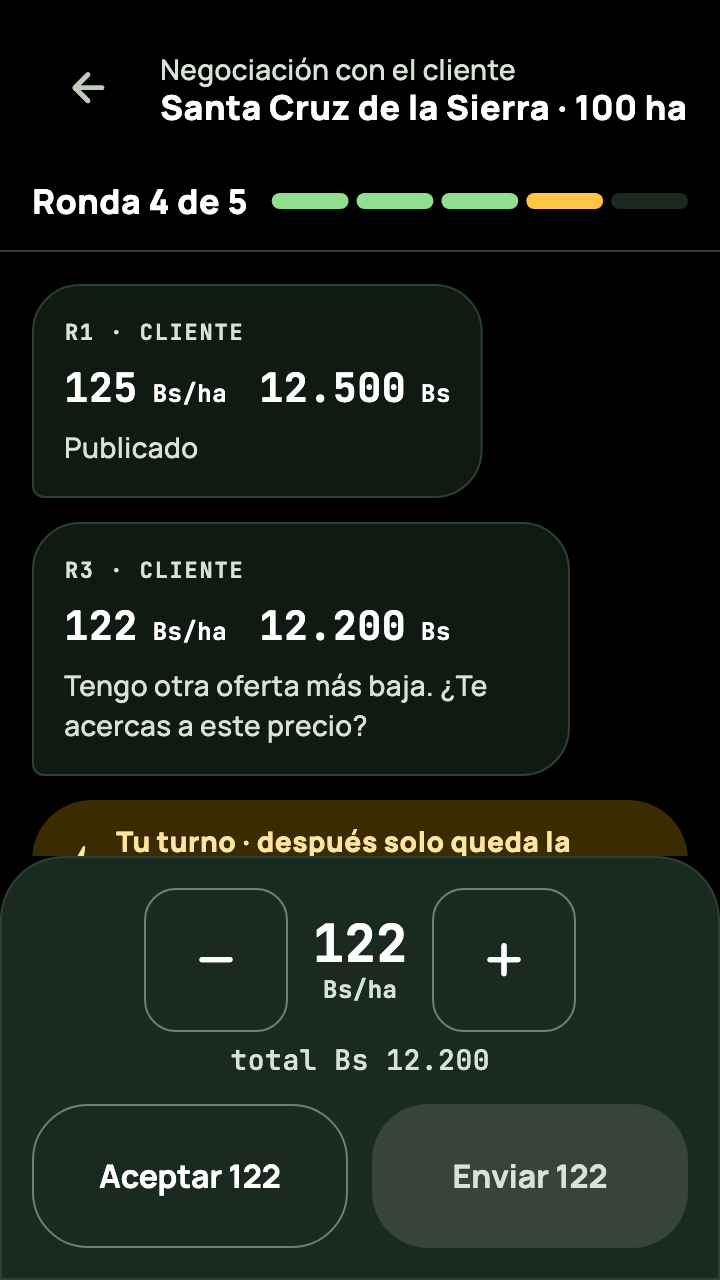 Negociación con el cliente
Santa Cruz de la Sierra · 100 ha
Ronda 4 de 5
R1 · CLIENTE
125 Bs/ha 12.500 Bs
Publicado
R3 · CLIENTE
122 Bs/ha 12.200 Bs
Tengo otra oferta más baja. ¿Te
acercas a este precio?
Tu turno · después solo queda la
−
122
+
Bs/ha
total Bs 12.200
Aceptar 122
Enviar 122